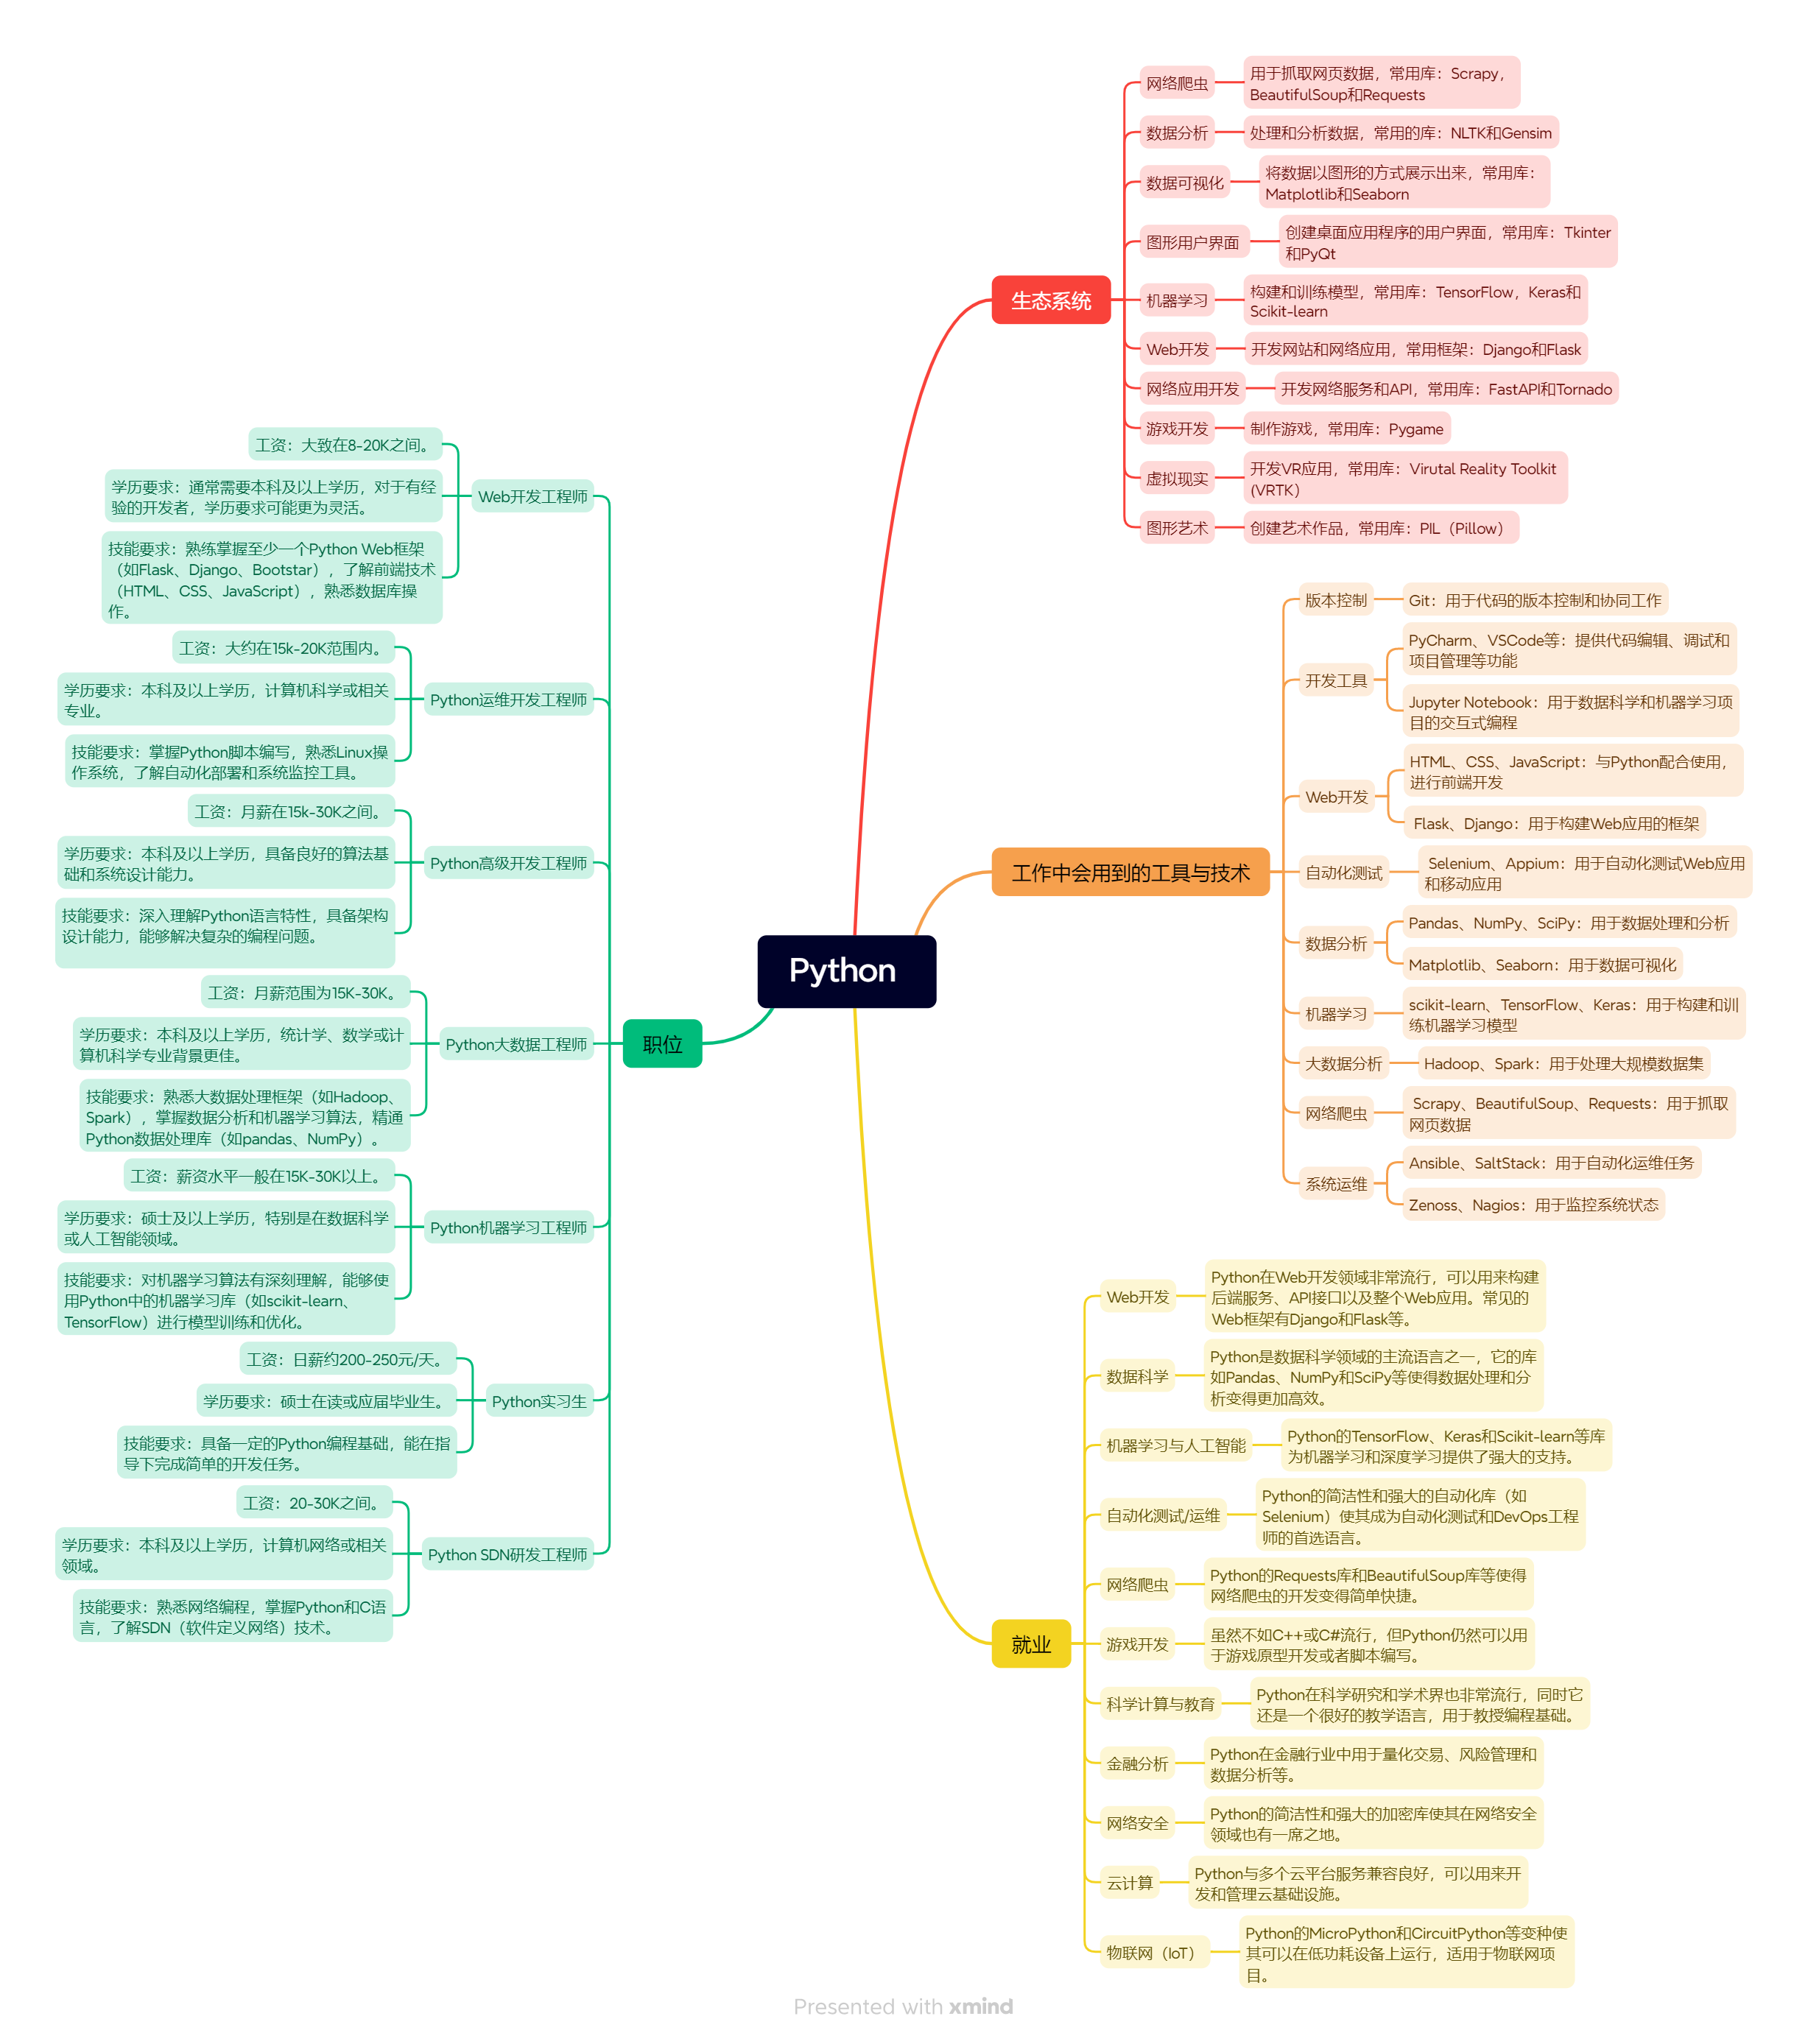 Python
生态系统
网络爬虫
用于抓取网页数据，常用库：Scrapy，
BeautifulSoup和Requests
数据分析
处理和分析数据，常用的库：NLTK和Gensim
数据可视化
将数据以图形的方式展示出来，常用库：
Matplotlib和Seaborn
图形用户界面
创建桌面应用程序的用户界面，常用库：Tkinter
和PyQt
机器学习
构建和训练模型，常用库：TensorFlow，Keras和
Scikit-learn
Web开发
开发网站和网络应用，常用框架：Django和Flask
网络应用开发
开发网络服务和API，常用库：FastAPI和Tornado
游戏开发
制作游戏，常用库：Pygame
虚拟现实
开发VR应用，常用库：Virutal Reality Toolkit
(VRTK）
图形艺术
创建艺术作品，常用库：PIL（Pillow）
工作中会用到的工具与技术
版本控制
Git：用于代码的版本控制和协同工作
开发工具
PyCharm、VSCode等：提供代码编辑、调试和
项目管理等功能
Jupyter Notebook：用于数据科学和机器学习项
目的交互式编程
Web开发
HTML、CSS、JavaScript：与Python配合使用，
进行前端开发
Flask、Django：用于构建Web应用的框架
自动化测试
Selenium、Appium：用于自动化测试Web应用
和移动应用
数据分析
Pandas、NumPy、SciPy：用于数据处理和分析
Matplotlib、Seaborn：用于数据可视化
机器学习
scikit-learn、TensorFlow、Keras：用于构建和训
练机器学习模型
大数据分析
Hadoop、Spark：用于处理大规模数据集
网络爬虫
Scrapy、BeautifulSoup、Requests：用于抓取
网页数据
系统运维
Ansible、SaltStack：用于自动化运维任务
Zenoss、Nagios：用于监控系统状态
就业
Web开发
Python在Web开发领域非常流行，可以用来构建
后端服务、API接口以及整个Web应用。常见的
Web框架有Django和Flask等。
数据科学
Python是数据科学领域的主流语言之一，它的库
如Pandas、NumPy和SciPy等使得数据处理和分
析变得更加高效。
机器学习与人工智能
Python的TensorFlow、Keras和Scikit-learn等库
为机器学习和深度学习提供了强大的支持。
自动化测试/运维
Python的简洁性和强大的自动化库（如
Selenium）使其成为自动化测试和DevOps工程
师的首选语言。
网络爬虫
Python的Requests库和BeautifulSoup库等使得
网络爬虫的开发变得简单快捷。
游戏开发
虽然不如C++或C#流行，但Python仍然可以用
于游戏原型开发或者脚本编写。
科学计算与教育
Python在科学研究和学术界也非常流行，同时它
还是一个很好的教学语言，用于教授编程基础。
金融分析
Python在金融行业中用于量化交易、风险管理和
数据分析等。
网络安全
Python的简洁性和强大的加密库使其在网络安全
领域也有一席之地。
云计算
Python与多个云平台服务兼容良好，可以用来开
发和管理云基础设施。
物联网（IoT）
Python的MicroPython和CircuitPython等变种使
其可以在低功耗设备上运行，适用于物联网项
目。
职位
Web开发工程师
工资：大致在8-20K之间。
学历要求：通常需要本科及以上学历，对于有经
验的开发者，学历要求可能更为灵活。
技能要求：熟练掌握至少一个Python Web框架
（如Flask、Django、Bootstar），了解前端技术
（HTML、CSS、JavaScript），熟悉数据库操
作。
Python运维开发工程师
工资：大约在15k-20K范围内。
学历要求：本科及以上学历，计算机科学或相关
专业。
技能要求：掌握Python脚本编写，熟悉Linux操
作系统，了解自动化部署和系统监控工具。
Python高级开发工程师
工资：月薪在15k-30K之间。
学历要求：本科及以上学历，具备良好的算法基
础和系统设计能力。
技能要求：深入理解Python语言特性，具备架构
设计能力，能够解决复杂的编程问题。
Python大数据工程师
工资：月薪范围为15K-30K。
学历要求：本科及以上学历，统计学、数学或计
算机科学专业背景更佳。
技能要求：熟悉大数据处理框架（如Hadoop、
Spark），掌握数据分析和机器学习算法，精通
Python数据处理库（如pandas、NumPy）。
Python机器学习工程师
工资：薪资水平一般在15K-30K以上。
学历要求：硕士及以上学历，特别是在数据科学
或人工智能领域。
技能要求：对机器学习算法有深刻理解，能够使
用Python中的机器学习库（如scikit-learn、
TensorFlow）进行模型训练和优化。
Python实习生
工资：日薪约200-250元/天。
学历要求：硕士在读或应届毕业生。
技能要求：具备一定的Python编程基础，能在指
导下完成简单的开发任务。
Python SDN研发工程师
工资：20-30K之间。
学历要求：本科及以上学历，计算机网络或相关
领域。
技能要求：熟悉网络编程，掌握Python和C语
言，了解SDN（软件定义网络）技术。
Presented with xmind